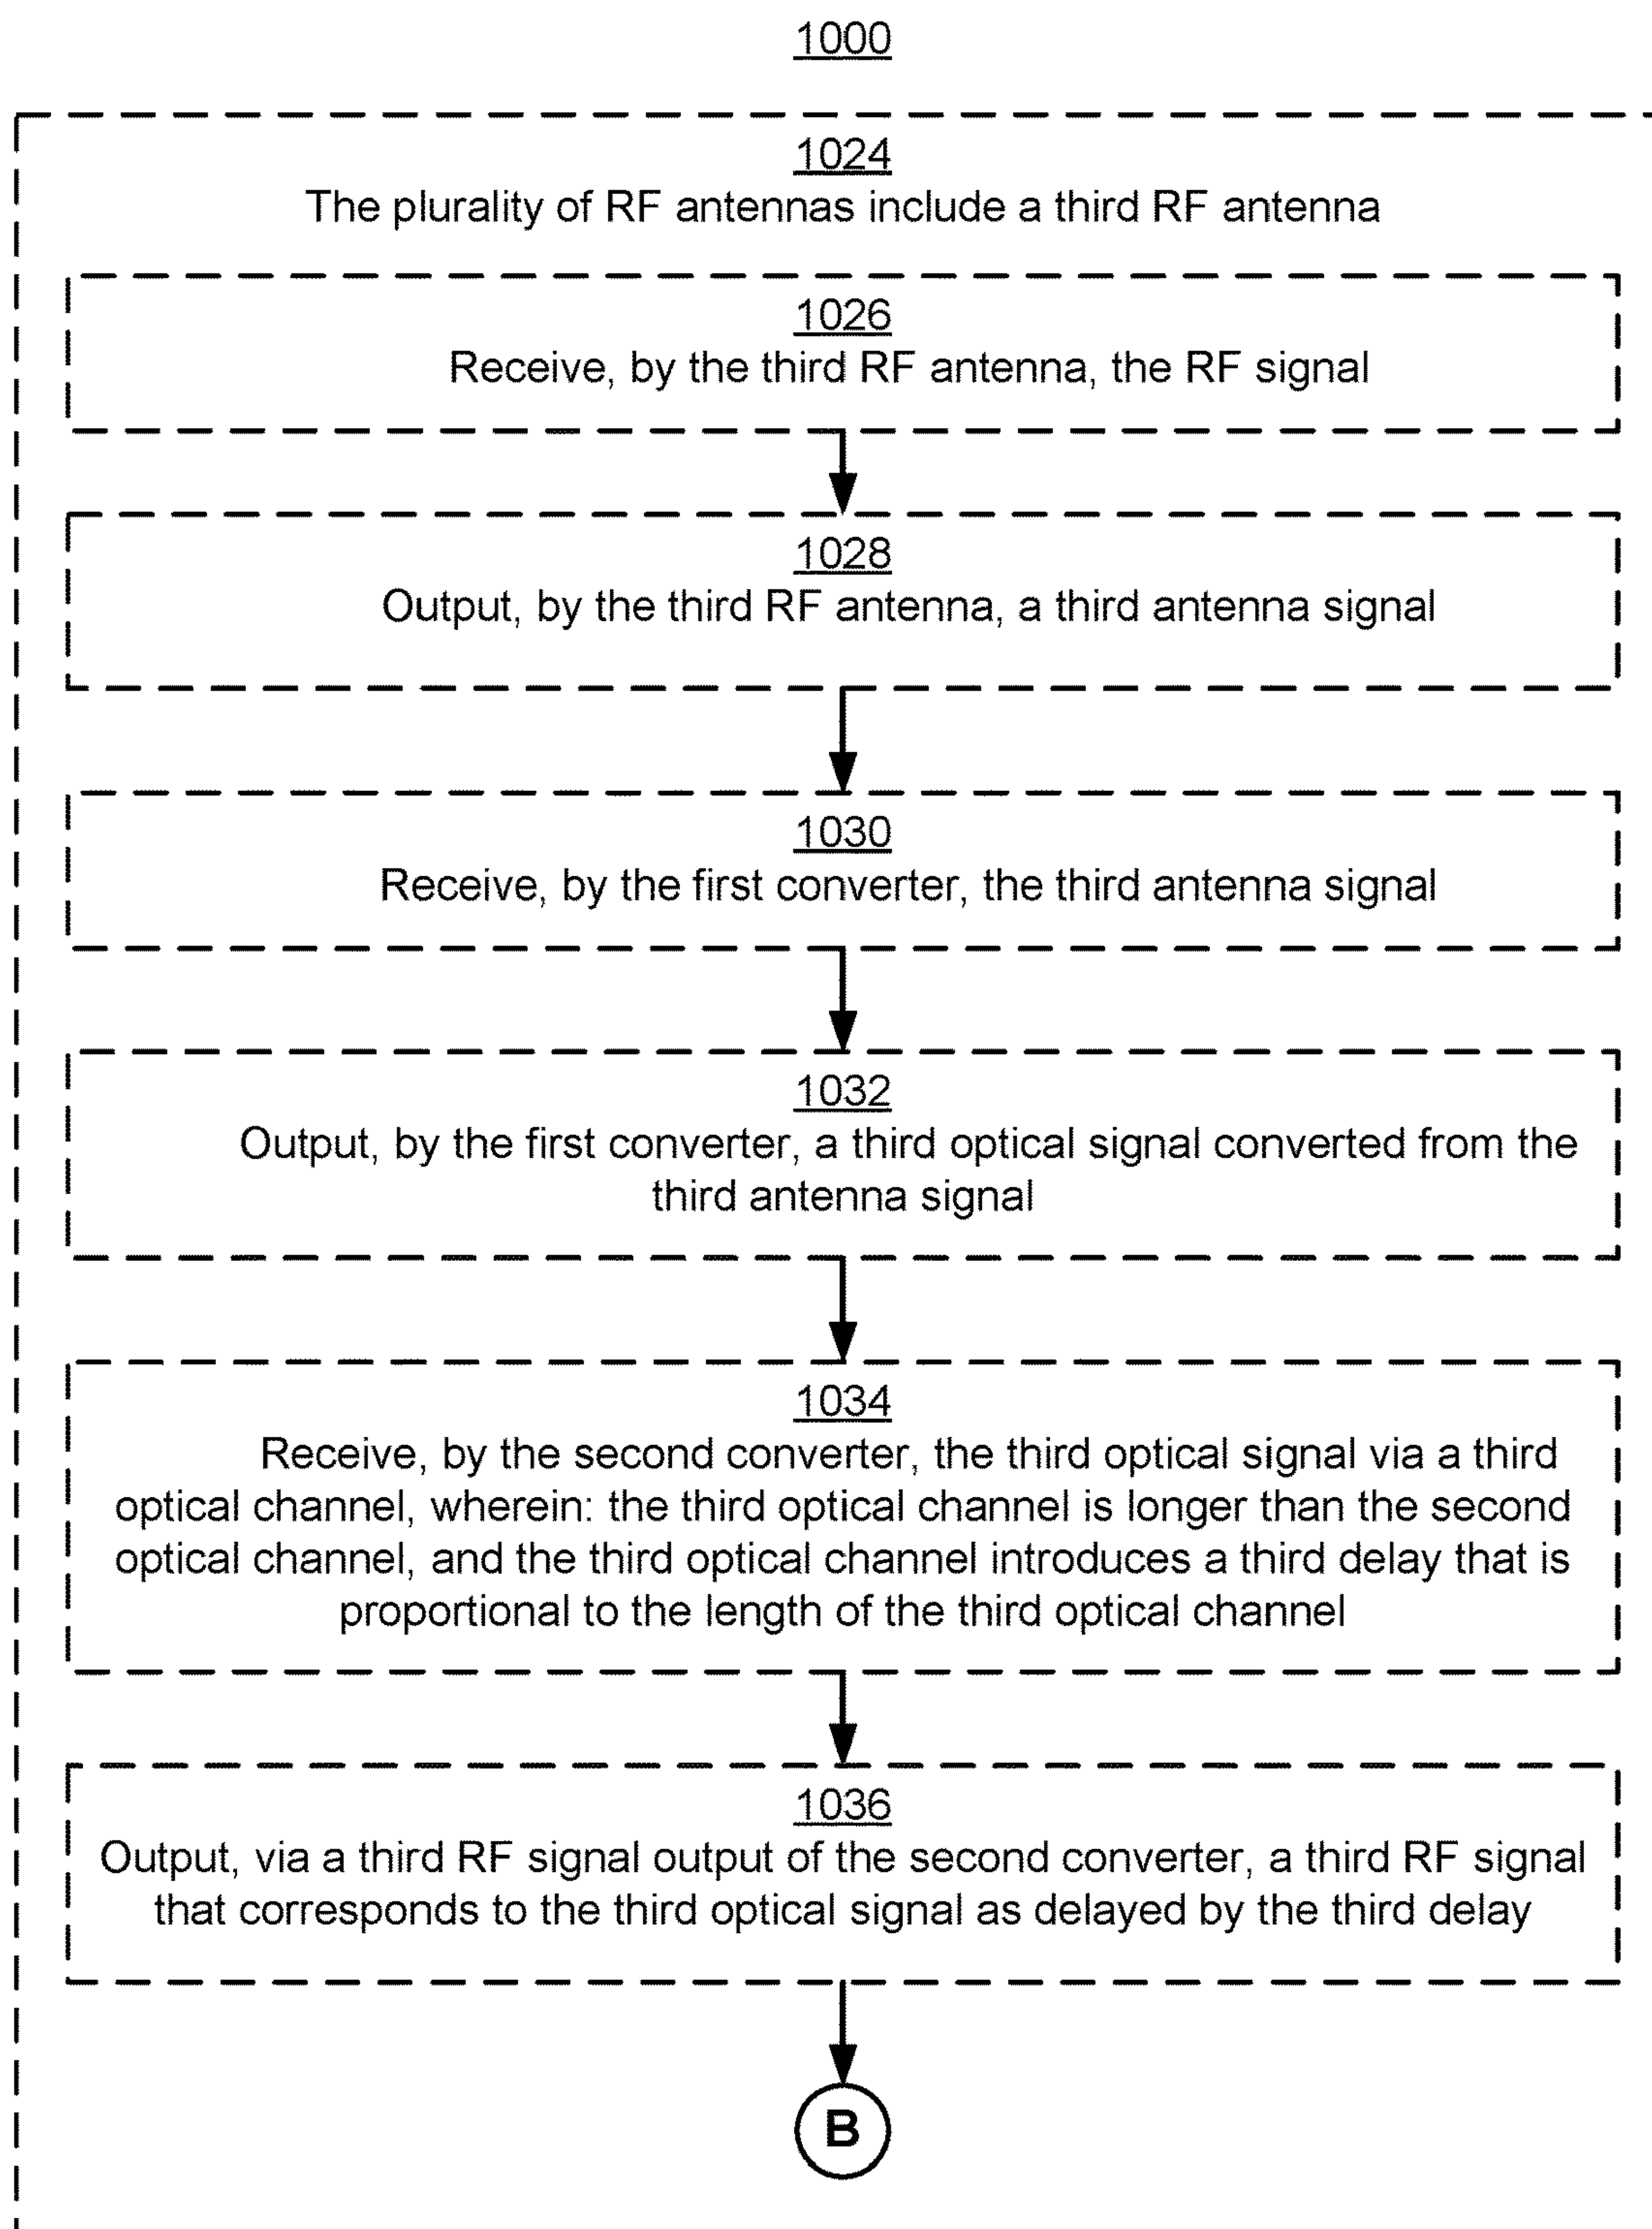 1000
1024
The plurality of RF antennas include a third RF antenna
1026
Receive, by the third RF antenna, the RF signal
1028
Output, by the third RF antenna, a third antenna signal
1030
Receive, by the first converter, the third antenna signal
1032
Output, by the first converter, a third optical signal converted from the
third antenna signal
1034
Receive, by the second converter, the third optical signal via a third
optical channel, wherein: the third optical channel is longer than the second
optical channel, and the third optical channel introduces a third delay that is
proportional to the length of the third optical channel
1036
Output, via a third RF signal output of the second converter, a third RF signal
that corresponds to the third optical signal as delayed by the third delay
B